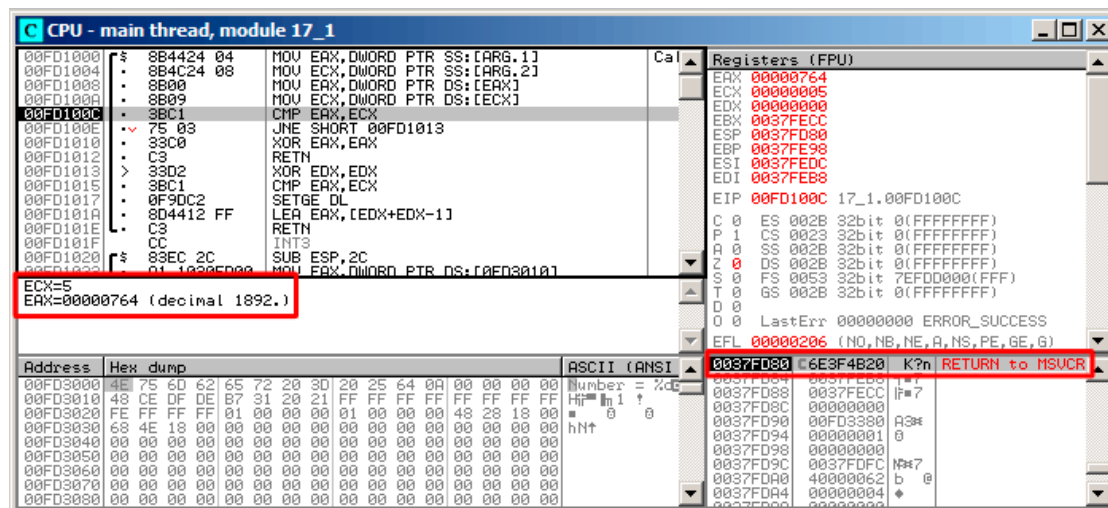 C CPU - main thread, module 17_1
00FD1000 $ 8B4424 04 MOV EAX,DWORD PTR SS:[ARG.1] Cal
00FD1004 . 8B4C24 08 MOV ECX,DWORD PTR SS:[ARG.2]
00FD1008 . 8B00 MOV EAX,DWORD PTR DS:[EAX]
00FD100A . 8B09 MOV ECX,DWORD PTR DS:[ECX]
00FD100C . 3BC1 CMP EAX,ECX
00FD100E . 75 03 JNE SHORT 00FD1013
00FD1010 . 33C0 XOR EAX,EAX
00FD1012 . C3 RETN
00FD1013 > 33D2 XOR EDX,EDX
00FD1015 . 3BC1 CMP EAX,ECX
00FD1017 . 0F9DC2 SETGE DL
00FD101A . 8D4412 FF LEA EAX,[EDX+EDX-1]
00FD101E . C3 RETN
00FD101F CC INT3
00FD1020 $ 83EC 2C SUB ESP,2C
MOV EAX,DWORD PTR DS:[0FD3010]
ECX=5
EAX=00000764 (decimal 1892.)
Registers (FPU)
EAX 00000764
ECX 00000005
EDX 00000000
EBX 0037FECC
ESP 0037FD80
EBP 0037FE98
ESI 0037FEDC
EDI 0037FEB8
EIP 00FD100C 17_1.00FD100C
C 0 ES 002B 32bit 0(FFFFFFFF)
P 1 CS 0023 32bit 0(FFFFFFFF)
A 0 SS 002B 32bit 0(FFFFFFFF)
Z 0 DS 002B 32bit 0(FFFFFFFF)
S 0 FS 0053 32bit 7EFDD000(FFF)
T 0 GS 002B 32bit 0(FFFFFFFF)
D 0
O 0 LastErr 00000000 ERROR_SUCCESS
EFL 00000206 (NO,NB,NE,A,NS,PE,GE,G)
Address Hex dump ASCII (ANSI
00FD3000 4E 75 6D 62 65 72 20 3D 20 25 64 0A 00 00 00 00 Number = %d
00FD3010 48 CE DF DE B7 31 20 21 FF FF FF FF FF FF FF FF
00FD3020 FE FF FF FF 01 00 00 00 01 00 00 00 48 28 18 00
00FD3030 68 4E 18 00 00 00 00 00 00 00 00 00 00 00 00 00 hN↑
00FD3040 00 00 00 00 00 00 00 00 00 00 00 00 00 00 00 00
00FD3050 00 00 00 00 00 00 00 00 00 00 00 00 00 00 00 00
00FD3060 00 00 00 00 00 00 00 00 00 00 00 00 00 00 00 00
00FD3070 00 00 00 00 00 00 00 00 00 00 00 00 00 00 00 00
00FD3080 00 00 00 00 00 00 00 00 00 00 00 00 00 00 00 00
0037FD80 6E3F4B20 K?n RETURN to MSVCR
0037FD88 0037FECC
0037FD8C 00000000
0037FD90 00FD3380
0037FD94 00000001
0037FD98 00000000
0037FD9C 0037FDFC
0037FDA0 40000062 b @
0037FDA4 00000004 ♦